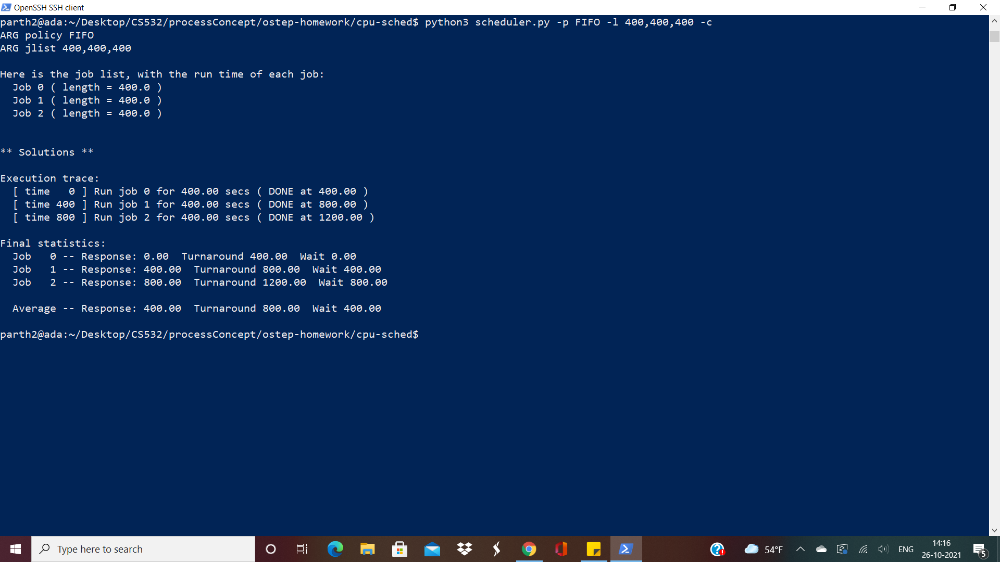 OpenSSH SSH client
parth2@ada:~/Desktop/CS532/processConcept/ostep-homework/cpu-sched$ python3 scheduler.py -p FIFO -l 400,400,400 -c
ARG policy FIFO
ARG jlist 400,400,400
Here is the job list, with the run time of each job:
  Job 0 ( length = 400.0 )
  Job 1 ( length = 400.0 )
  Job 2 ( length = 400.0 )
** Solutions **
Execution trace:
  [ time   0 ] Run job 0 for 400.00 secs ( DONE at 400.00 )
  [ time 400 ] Run job 1 for 400.00 secs ( DONE at 800.00 )
  [ time 800 ] Run job 2 for 400.00 secs ( DONE at 1200.00 )
Final statistics:
  Job   0 -- Response: 0.00  Turnaround 400.00  Wait 0.00
  Job   1 -- Response: 400.00  Turnaround 800.00  Wait 400.00
  Job   2 -- Response: 800.00  Turnaround 1200.00  Wait 800.00
  Average -- Response: 400.00  Turnaround 800.00  Wait 400.00
parth2@ada:~/Desktop/CS532/processConcept/ostep-homework/cpu-sched$
Type here to search
54°F
ENG
14:16
26-10-2021
5